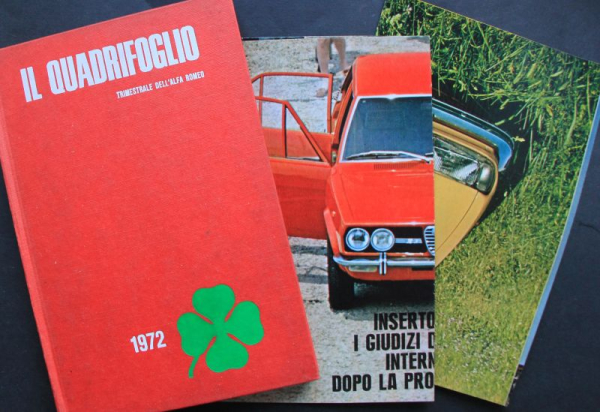 IL QUADRIFOGLIO
TRIMESTRALE DELL'ALFA ROMEO
1972
INSERTO
I GIUDIZI D
INTERN
DOPO LA PRO